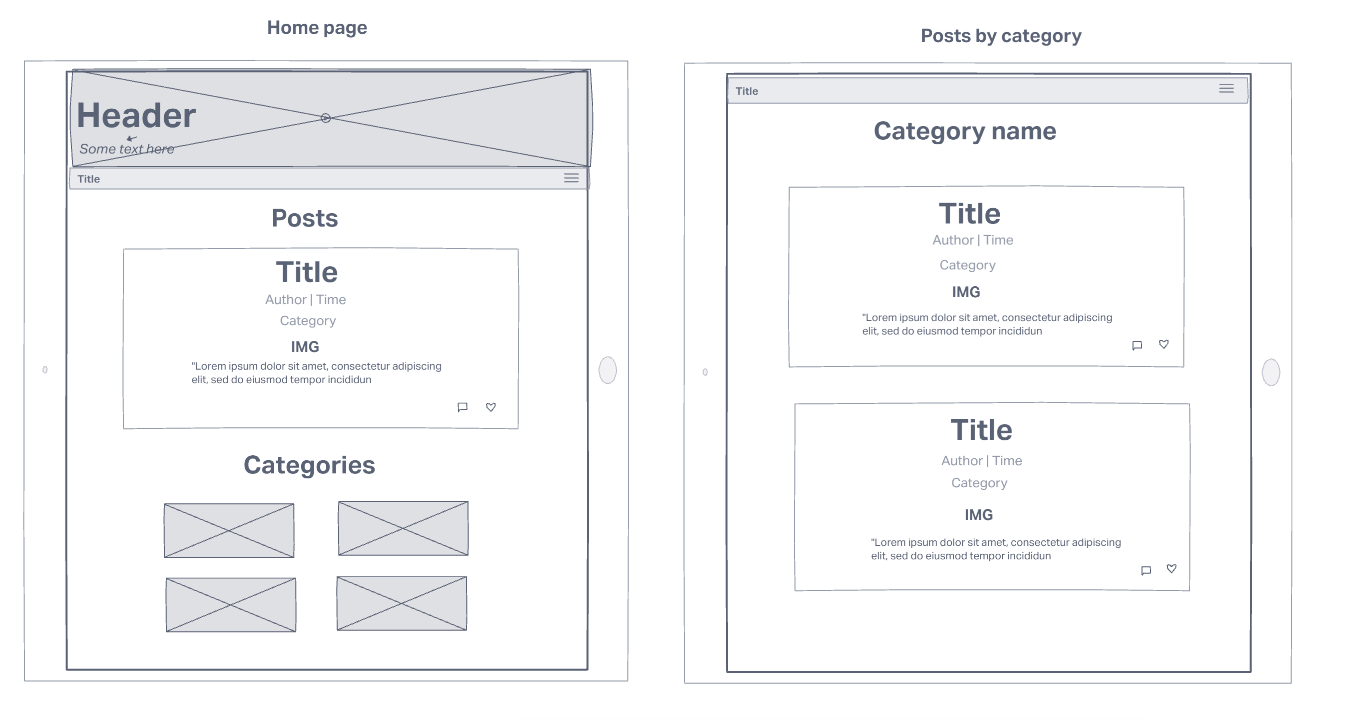 Home page
Header
Some text here
Title
Posts
Title
Author | Time
Category
IMG
"Lorem ipsum dolor sit amet, consectetur adipiscing
elit, sed do eiusmod tempor incididun
Categories
Posts by category
Title
Category name
Title
Author | Time
Category
IMG
"Lorem ipsum dolor sit amet, consectetur adipiscing
elit, sed do eiusmod tempor incididun
Title
Author | Time
Category
IMG
"Lorem ipsum dolor sit amet, consectetur adipiscing
elit, sed do eiusmod tempor incididun